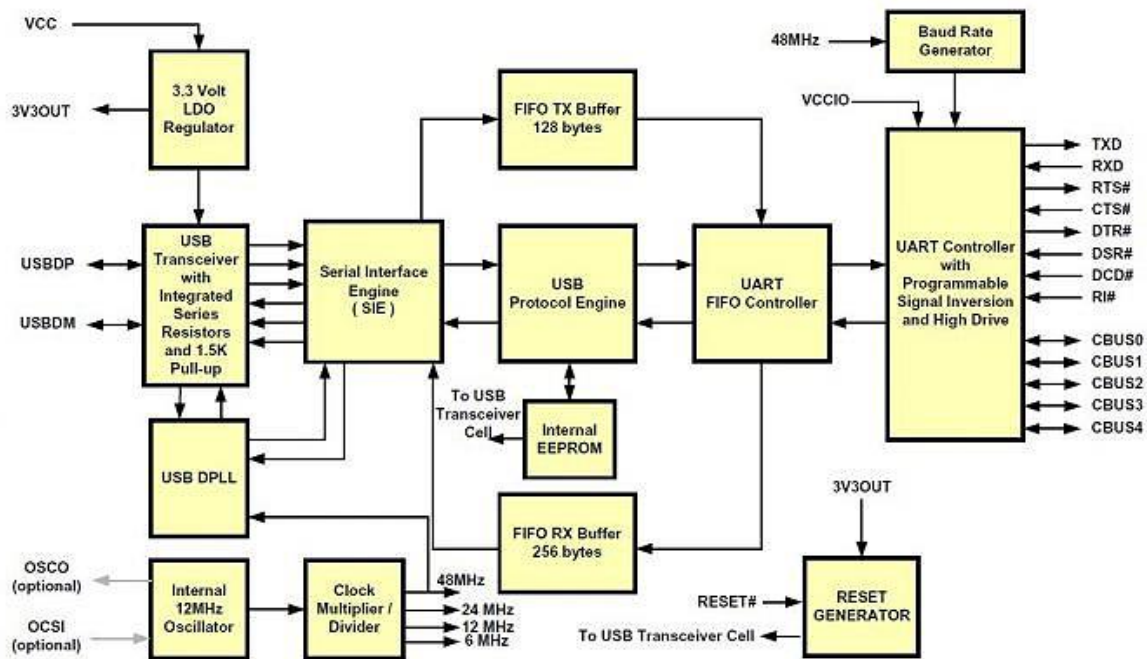 VCC
3.3 Volt
LDO
Regulator
3V3OUT
48MHz
Baud Rate
Generator
FIFO TX Buffer
128 bytes
VCCIO
USBDP
USBDM
USB
Transceiver
with
Integrated
Series
Resistors
and 1.5K
Pull-up
Serial Interface
Engine
( SIE )
USB
Protocol Engine
UART
FIFO Controller
UART Controller
with
Programmable
Signal Inversion
and High Drive
TXD
RXD
RTS#
CTS#
DTR#
DSR#
DCD#
RI#
CBUS0
CBUS1
CBUS2
CBUS3
CBUS4
To USB
Transceiver
Cell
Internal
EEPROM
USB DPLL
FIFO RX Buffer
256 bytes
3V3OUT
OSCO
(optional)
OCSI
(optional)
Internal
12MHz
Oscillator
Clock
Multiplier /
Divider
48MHz
24 MHz
12 MHz
6 MHz
RESET#
RESET
GENERATOR
To USB Transceiver Cell